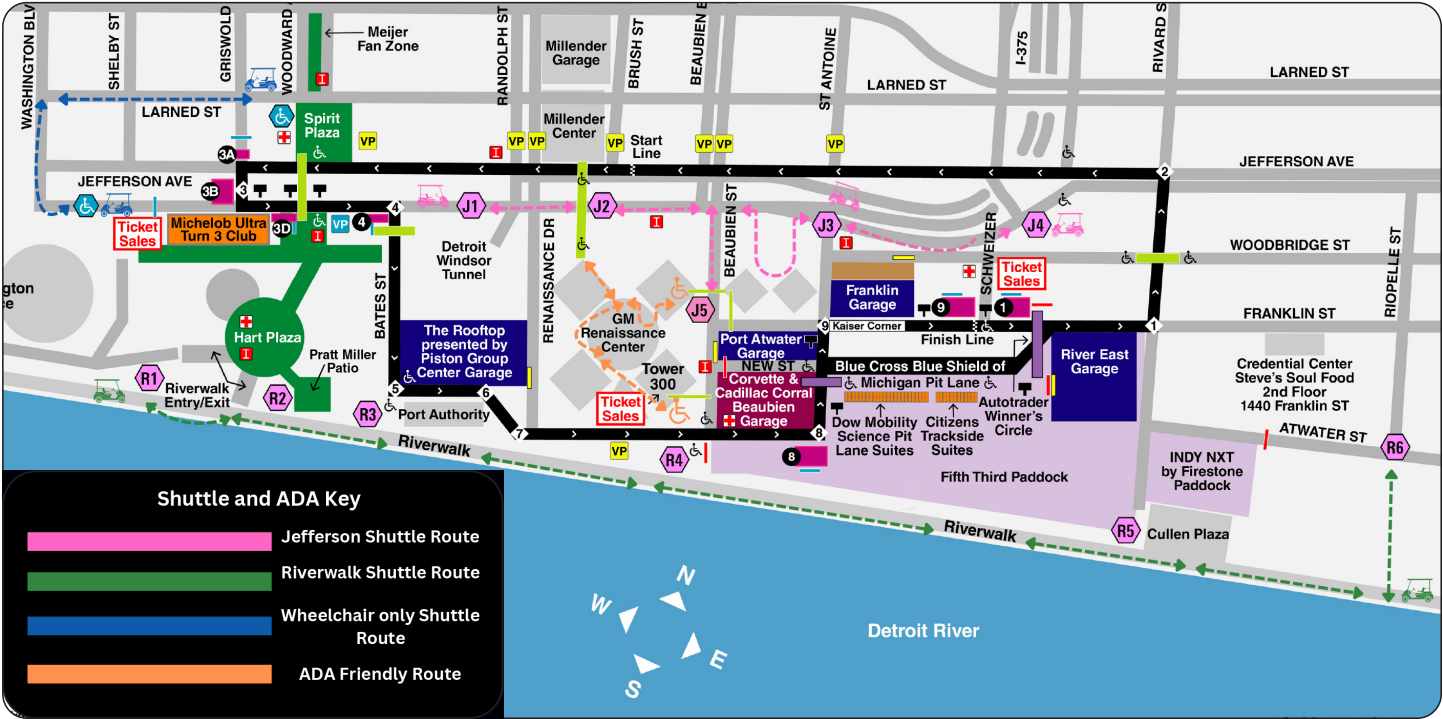 WASHINGTON BLV
SHELBY ST
GRISWOLD
WOODWARD
Meijer
Fan Zone
I
RANDOLPH ST
Millender
Garage
BRUSH ST
BEAUBIEN
ST ANTOINE
I-375
RIVARD S
LARNED ST
LARNED ST
LARNED ST
Spirit
Plaza
VP
I
VP
VP
Millender
Center
VP
Start
Line
VP
VP
VP
3A
JEFFERSON AVE
2
JEFFERSON AVE
3B
3
4
J1
J2
J3
J4
Ticket
Sales
Michelob Ultra
Turn 3 Club
3D
I
VP
4
I
I
Detroit
Windsor
Tunnel
RENAISSANCE DR
BEAUBIEN ST
SCHWEIZER
WOODBRIDGE ST
RIOPELLE ST
Ticket
Sales
gton
ce
BATES ST
Franklin
Garage
9
1
J5
GM
Renaissance
Center
Hart Plaza
I
The Rooftop
presented by
Piston Group
Center Garage
Port Atwater
Garage
9
Kaiser Corner
Finish Line
1
FRANKLIN ST
Pratt Miller
Patio
Tower
300
I
NEW ST
Blue Cross Blue Shield of
Michigan Pit Lane
River East
Garage
Credential Center
Steve's Soul Food
2nd Floor
1440 Franklin ST
R1
Riverwalk
Entry/Exit
R2
R3
5
6
Port Authority
Ticket
Sales
Corvette &
Cadillac Corral
Beaubien
Garage
Dow Mobility
Science Pit
Lane Suites
Citizens
Trackside
Suites
Autotrader
Winner's
Circle
7
8
ATWATER ST
R6
Riverwalk
VP
R4
8
Fifth Third Paddock
INDY NXT
by Firestone
Paddock
Riverwalk
R5
Cullen Plaza
Shuttle and ADA Key
Jefferson Shuttle Route
Riverwalk Shuttle Route
Wheelchair only Shuttle
Route
ADA Friendly Route
N
W
E
S
Detroit River